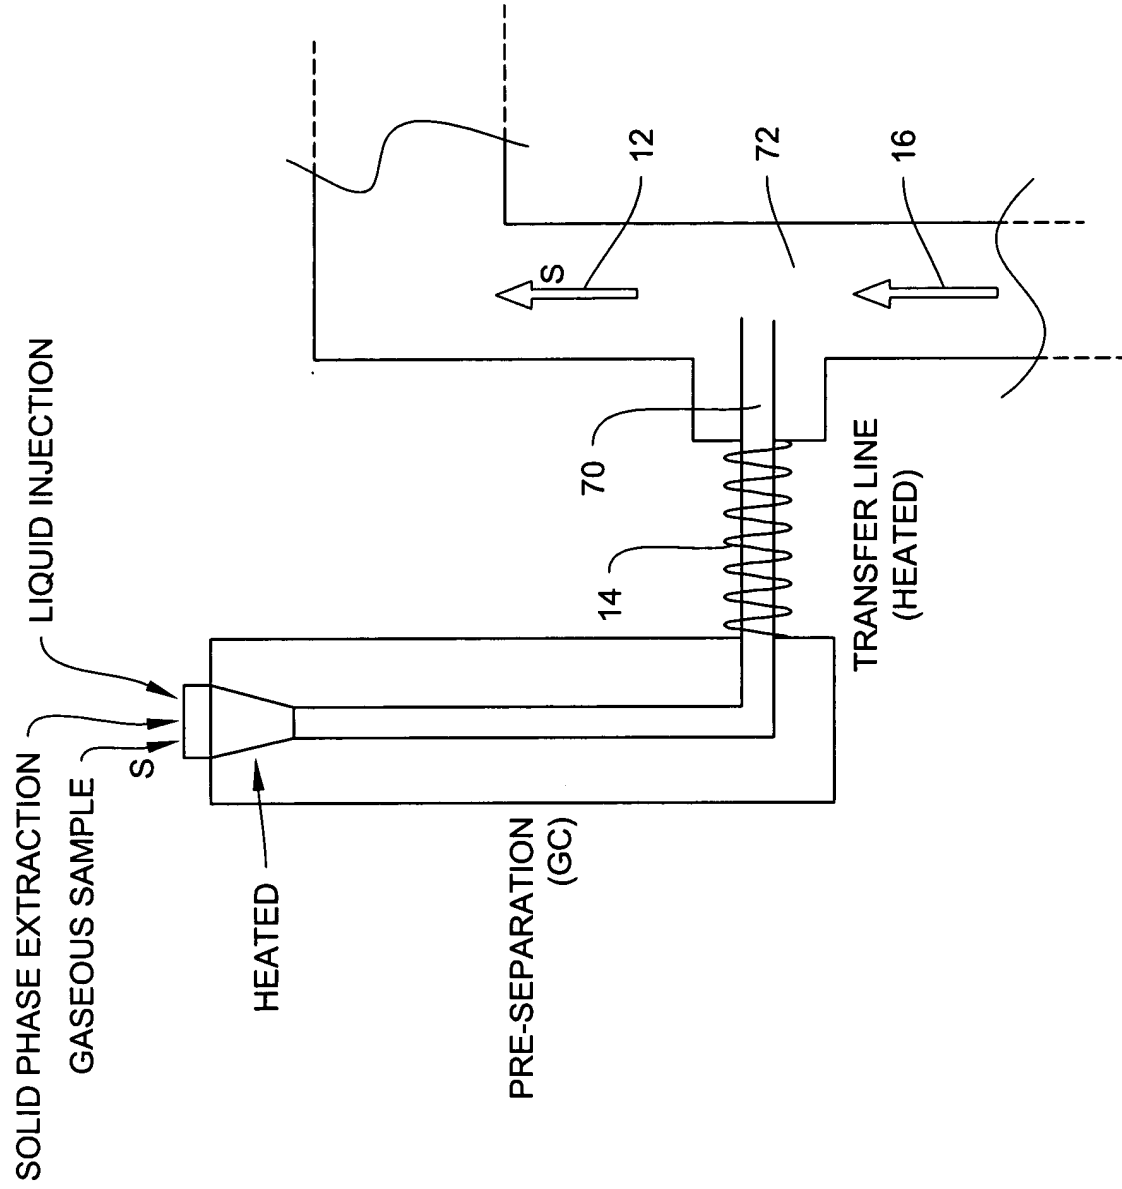 SOLID PHASE EXTRACTION
GASEOUS SAMPLE
LIQUID INJECTION
S
HEATED
PRE-SEPARATION
(GC)
14
70
TRANSFER LINE
(HEATED)
S
12
72
16